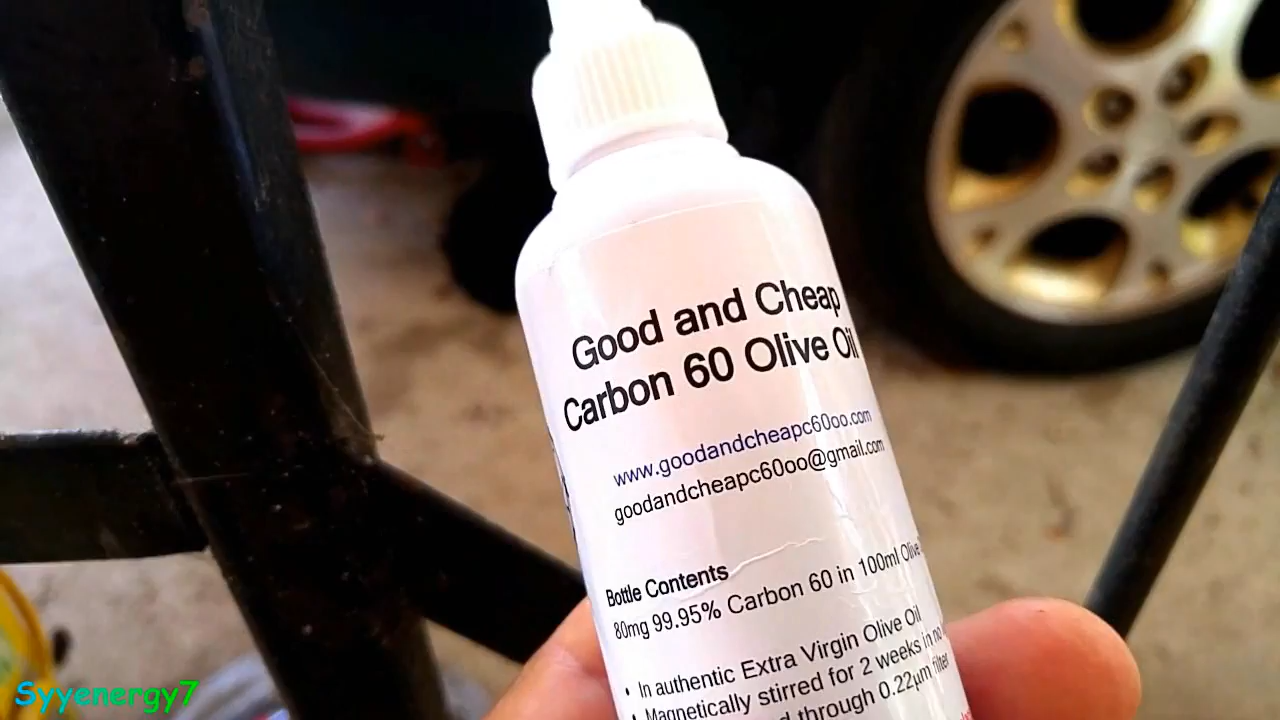 Good and Cheap
Carbon 60 Olive Oil
www.goodandcheapc60oo.com
goodandcheapc60oo@gmail.com
Bottle Contents
80mg 99.95% Carbon 60 in 100ml Olive
• In authentic Extra Virgin Olive Oil
• Magnetically stirred for 2 weeks in no
through 0.22µm filter
Syyenergy7